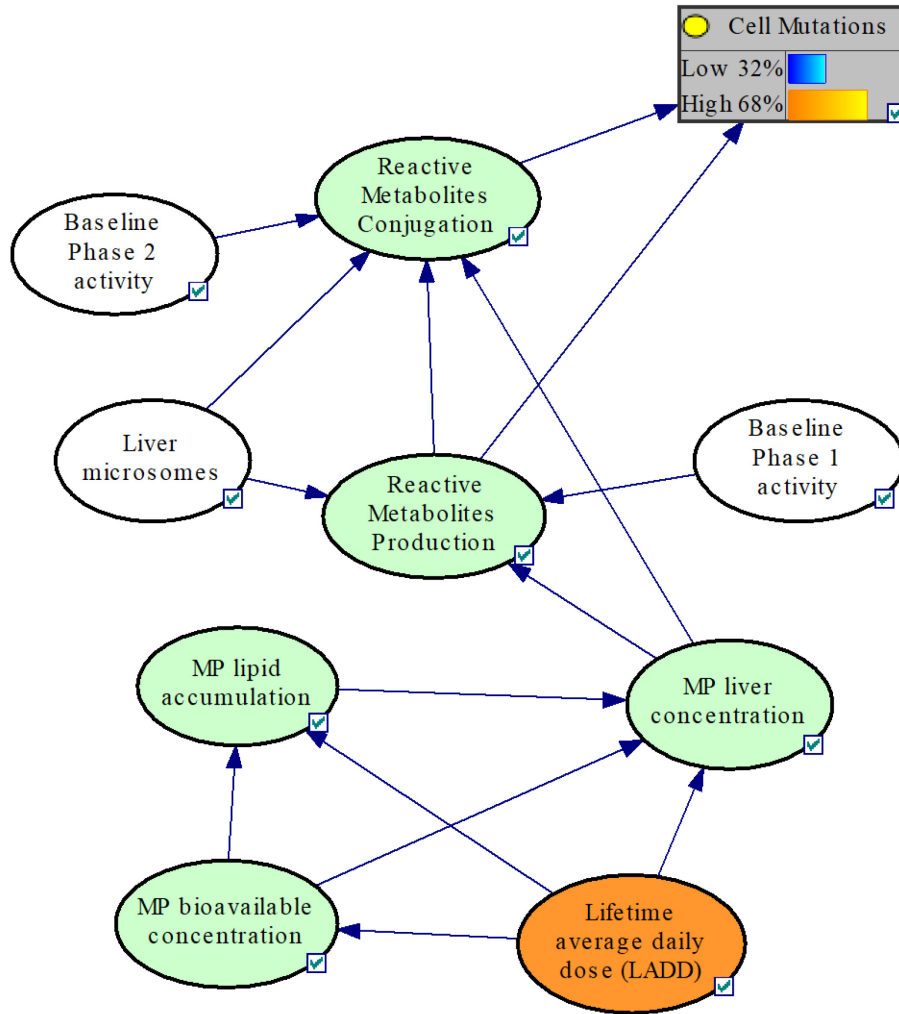 Cell Mutations
Low 32%
High 68%
Reactive
Metabolites
Conjugation
Baseline
Phase 2
activity
Liver
microsomes
Baseline
Phase 1
activity
Reactive
Metabolites
Production
MP lipid
accumulation
MP liver
concentration
MP bioavailable
concentration
Lifetime
average daily
dose (LADD)